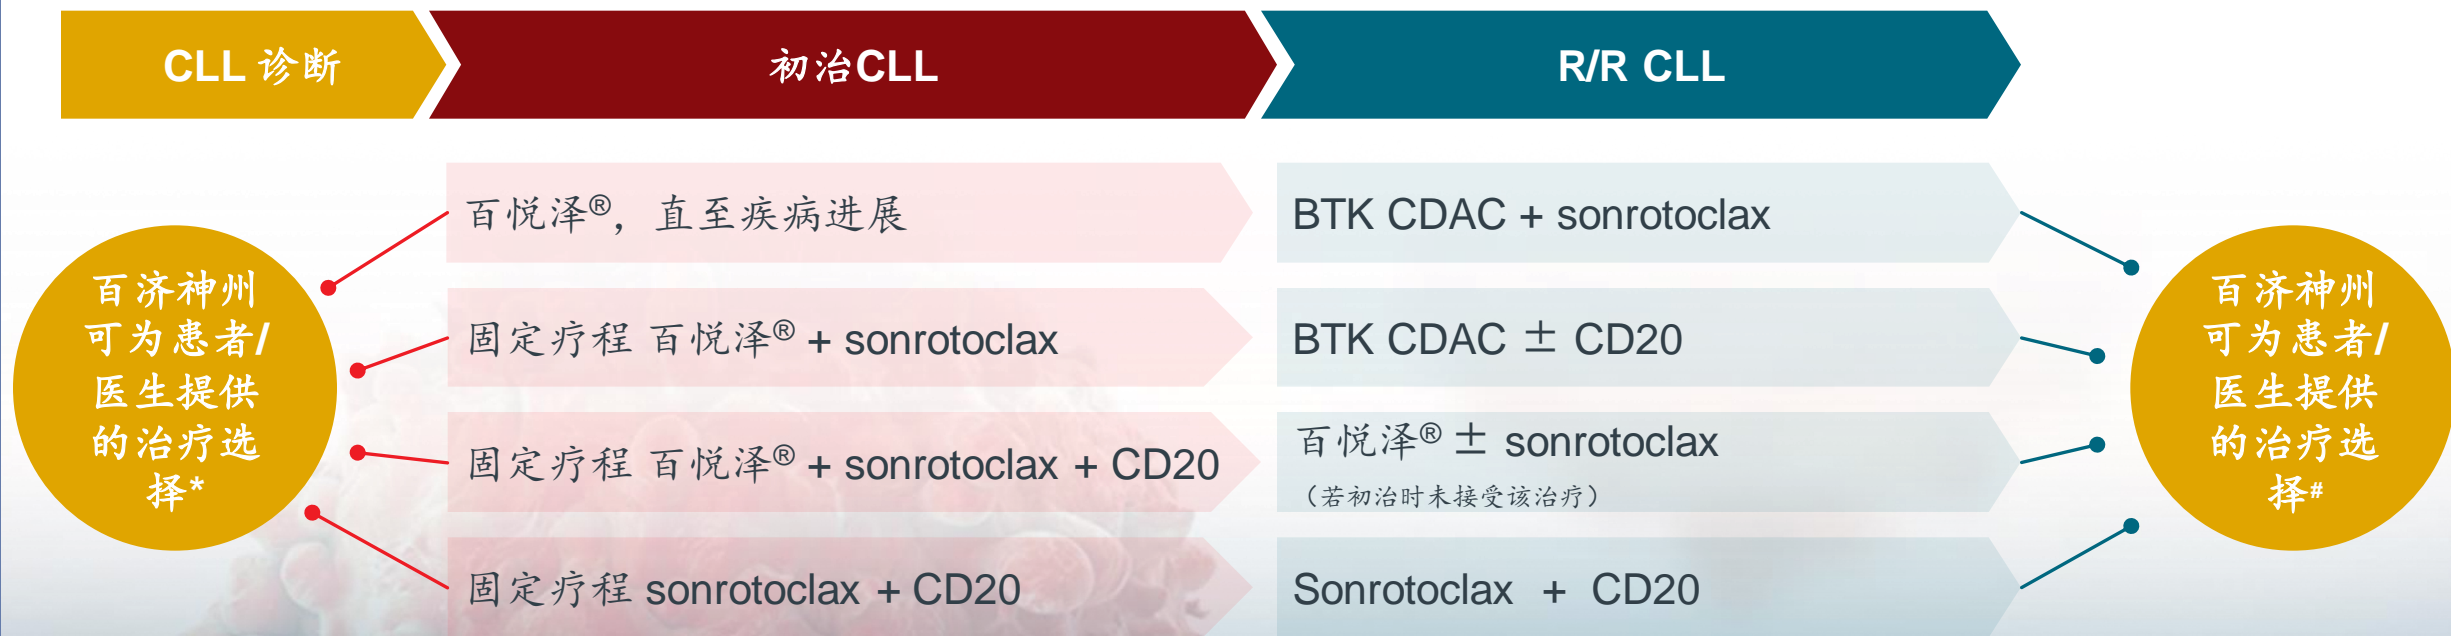 CLL 诊断
初治CLL
R/R CLL
百济神州
可为患者/
医生提供
的治疗选
择*
百悦泽®，直至疾病进展
固定疗程 百悦泽® + sonrotoclax
固定疗程 百悦泽® + sonrotoclax + CD20
固定疗程 sonrotoclax + CD20
BTK CDAC + sonrotoclax
BTK CDAC ± CD20
百悦泽® ± sonrotoclax
（若初治时未接受该治疗）
Sonrotoclax + CD20
百济神州
可为患者/
医生提供
的治疗选
择#